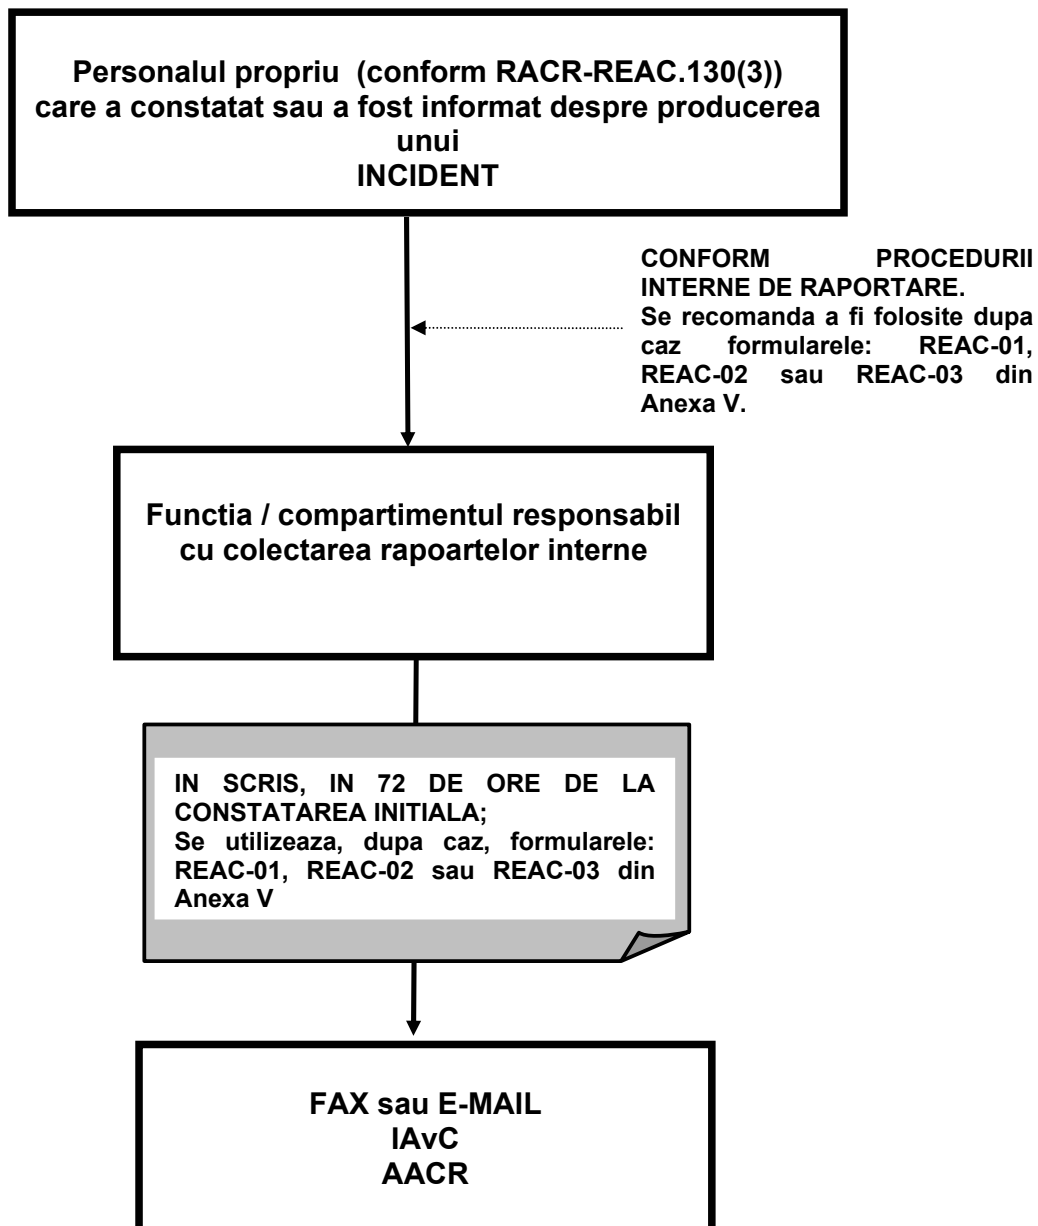 Personalul propriu (conform RACR-REAC.130(3))
care a constatat sau a fost informat despre producerea
unui
INCIDENT
CONFORM PROCEDURII
INTERNE DE RAPORTARE.
Se recomanda a fi folosite dupa
caz formularele: REAC-01,
REAC-02 sau REAC-03 din
Anexa V.
Functia / compartimentul responsabil
cu colectarea rapoartelor interne
IN SCRIS, IN 72 DE ORE DE LA
CONSTATAREA INITIALA;
Se utilizeaza, dupa caz, formularele:
REAC-01, REAC-02 sau REAC-03 din
Anexa V
FAX sau E-MAIL
IAvC
AACR